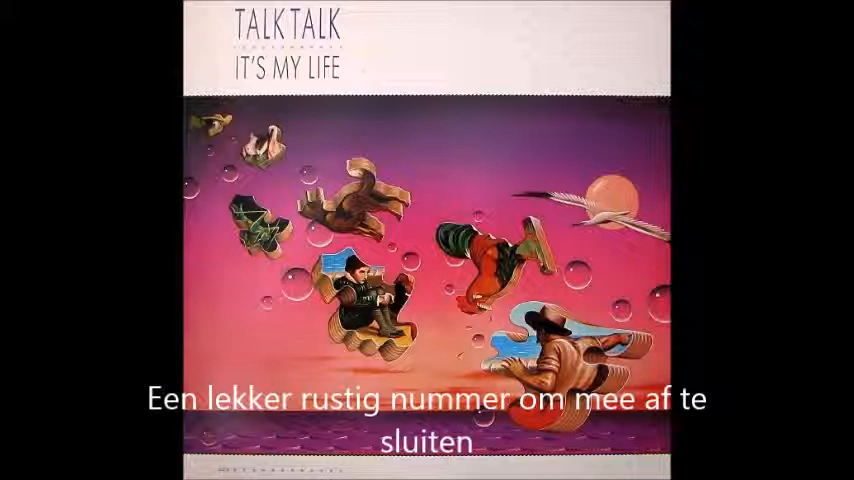 TALK TALK
IT'S MY LIFE
Een lekker rustig nummer om mee af te
sluiten